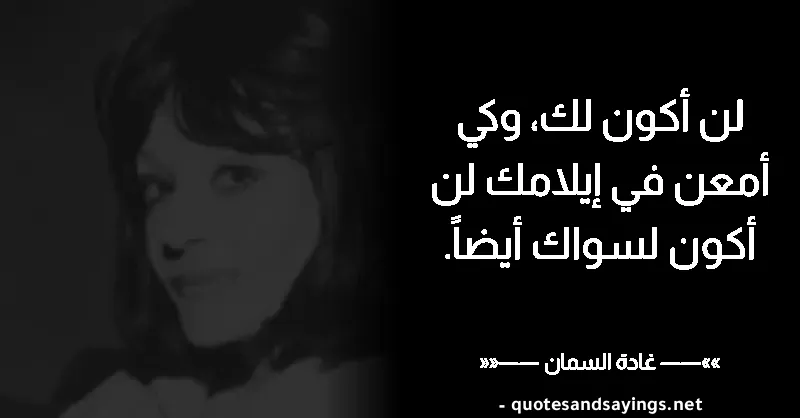 لن أكون لك، وكي
أمعن في إيلامك لن
أكون لسواك أيضاً.
»»—— غادة السمان ——««
- quotesandsayings.net